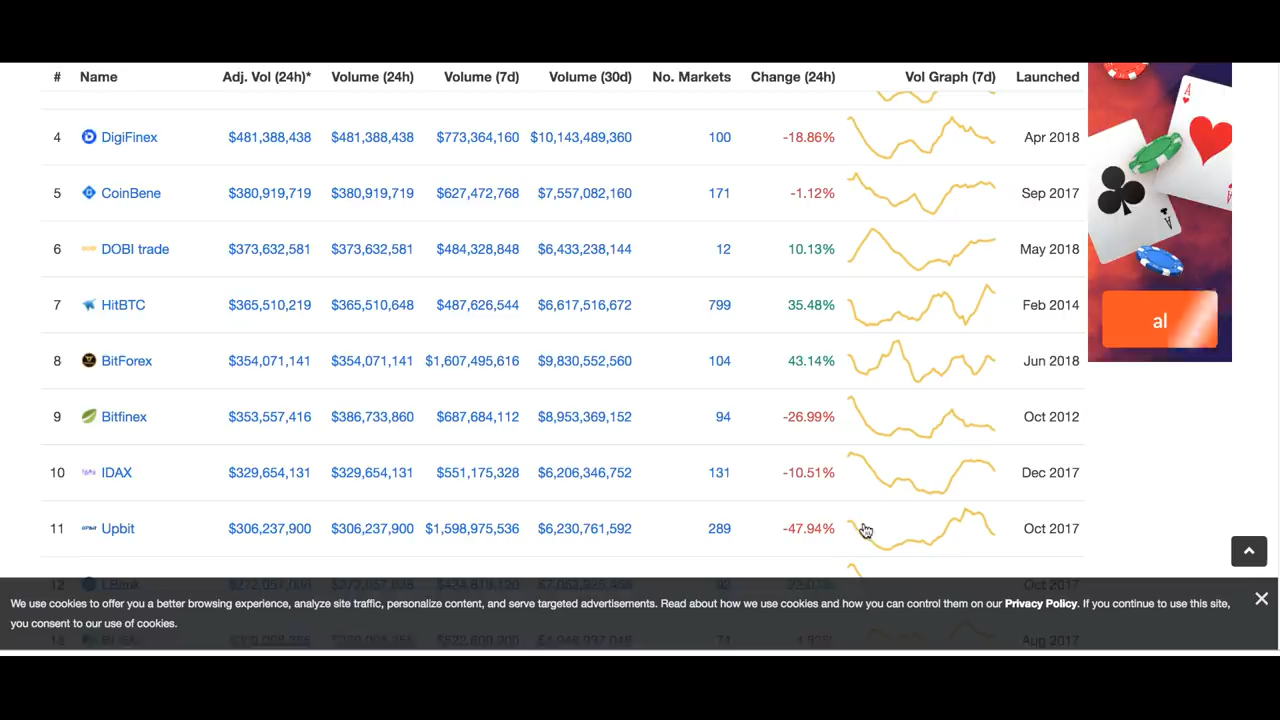 # Name Adj. Vol (24h)* Volume (24h) Volume (7d) Volume (30d) No. Markets Change (24h) Vol Graph (7d) Launched
4 DigiFinex $481,388,438 $481,388,438 $773,364,160 $10,143,489,360 100 -18.86% Apr 2018
5 CoinBene $380,919,719 $380,919,719 $627,472,768 $7,557,082,160 171 -1.12% Sep 2017
6 DOBI trade $373,632,581 $373,632,581 $484,328,848 $6,433,238,144 12 10.13% May 2018
7 HitBTC $365,510,219 $365,510,648 $487,626,544 $6,617,516,672 799 35.48% Feb 2014
al
8 BitForex $354,071,141 $354,071,141 $1,607,495,616 $9,830,552,560 104 43.14% Jun 2018
9 Bitfinex $353,557,416 $386,733,860 $687,684,112 $8,953,369,152 94 -26.99% Oct 2012
10 IDAX $329,654,131 $329,654,131 $551,175,328 $6,206,346,752 131 -10.51% Dec 2017
11 Upbit $306,237,900 $306,237,900 $1,598,975,536 $6,230,761,592 289 -47.94% Oct 2017
12 LBank Oct 2017
We use cookies to offer you a better browsing experience, analyze site traffic, personalize content, and serve targeted advertisements. Read about how we use cookies and how you can control them on our Privacy Policy. If you continue to use this site,
you consent to our use of cookies.
Aug 2017